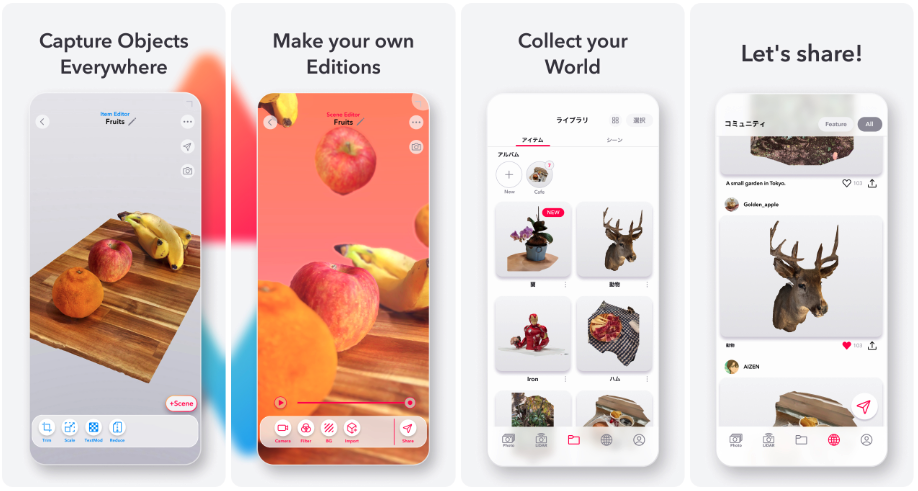 Capture Objects
Everywhere
Item Editor
Fruits
+Scene
Trim
Scale
TextMod
Reduce
Make your own
Editions
Scene Editor
Fruits
Camera
Filter
BG
Import
Share
Collect your
World
ライブラリ
選択
アイテム
シーン
アルバム
New
7
Cafe
NEW
動物
Iron
ハム
Photo
LiDAR
Let's share!
コミュニティ
Feature
All
A small garden in Tokyo.
103
Golden_apple
動物
103
AiZEN
Photo
LiDAR